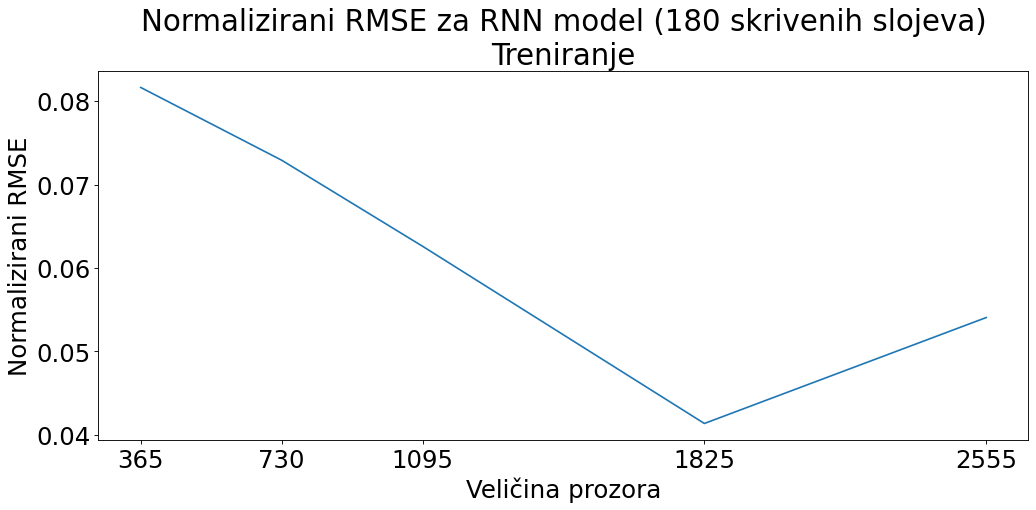 Normalizirani RMSE za RNN model (180 skrivenih slojeva)
Treniranje
Normalizirani RMSE
0.08
0.07
0.06
0.05
0.04
365 730 1095 1825 2555
Veličina prozora